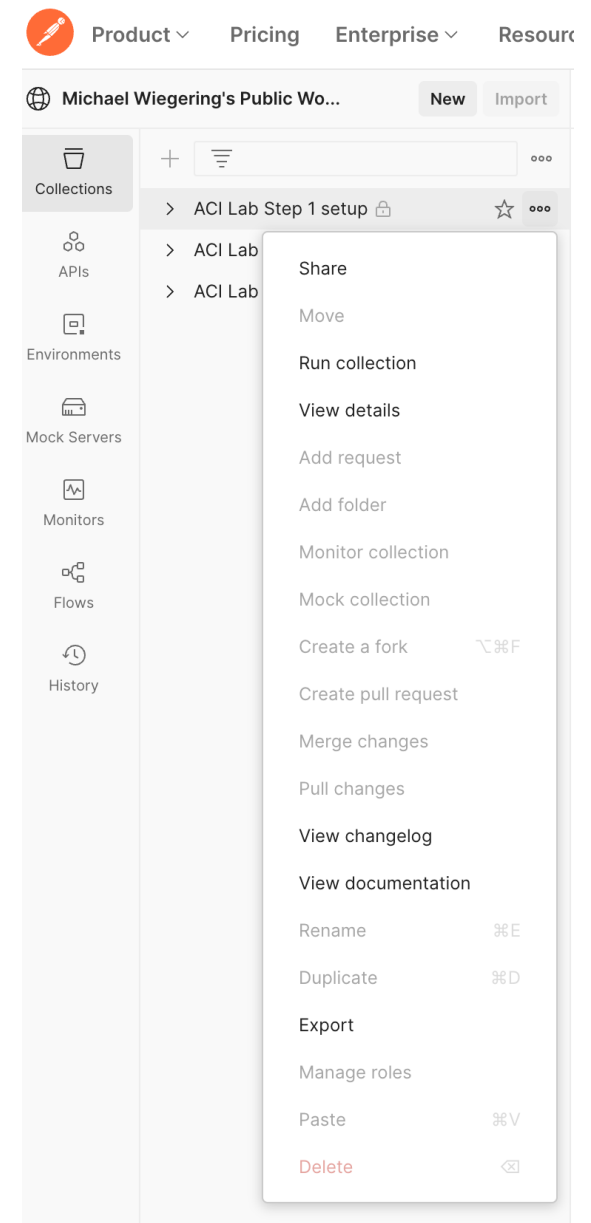 Product Pricing Enterprise Resourc
Michael Wiegering's Public Wo... New Import
Collections
APIs
Environments
Mock Servers
Monitors
Flows
History
ACI Lab Step 1 setup
ACI Lab
ACI Lab
Share
Move
Run collection
View details
Add request
Add folder
Monitor collection
Mock collection
Create a fork ⌥⌘F
Create pull request
Merge changes
Pull changes
View changelog
View documentation
Rename ⌘E
Duplicate ⌘D
Export
Manage roles
Paste ⌘V
Delete ⌫